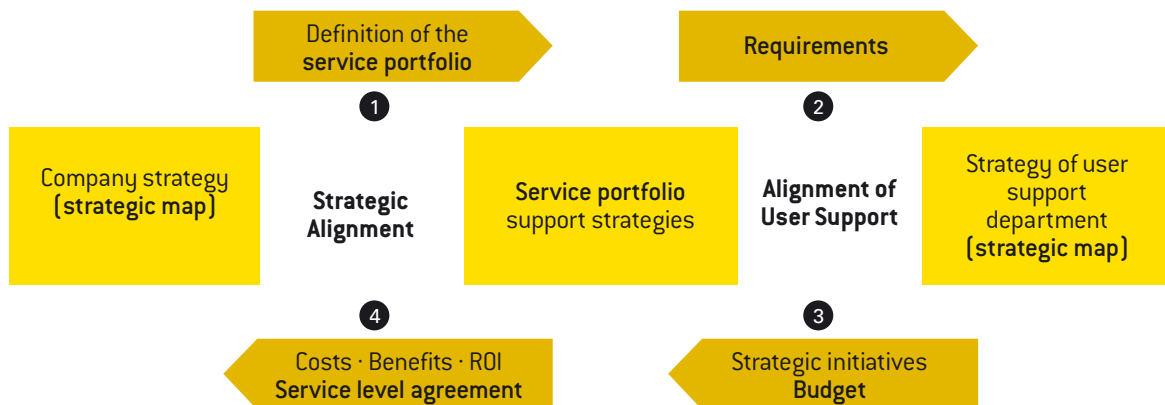 Definition of the
service portfolio
Requirements
1
2
Company strategy
(strategic map)
Strategic
Alignment
Service portfolio
support strategies
Alignment of
User Support
Strategy of user
support
department
(strategic map)
4
3
Costs · Benefits · ROI
Service level agreement
Strategic initiatives
Budget